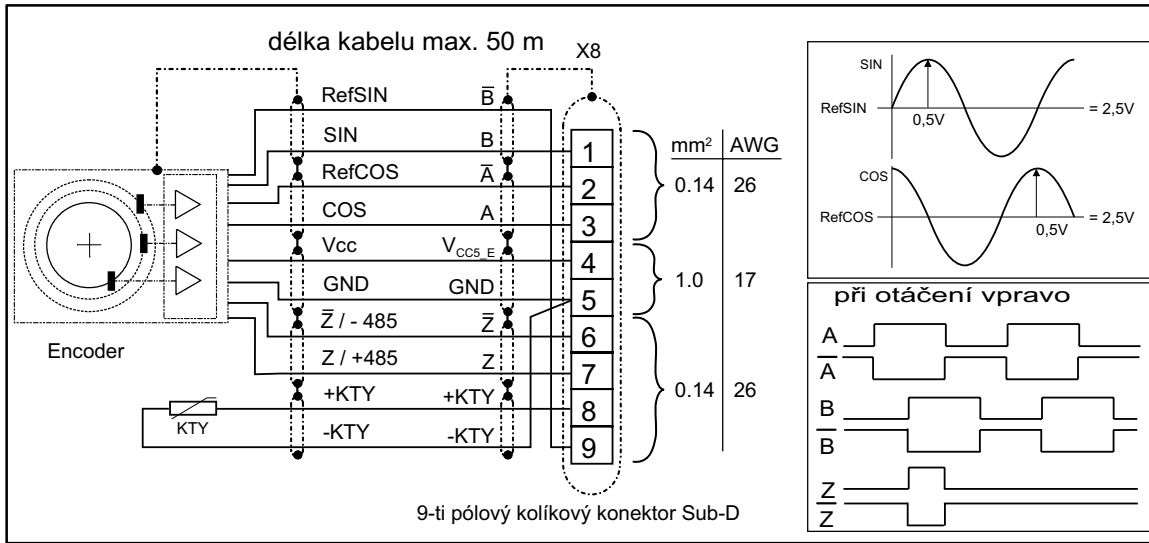 délka kabelu max. 50 m
X8
RefSIN B̅
SIN B
RefCOS A̅
COS A
Vcc V_CC5_E
GND GND
Z̅ / - 485 Z̅
Z / +485 Z
+KTY +KTY
-KTY -KTY
KTY
Encoder
1
2
3
4
5
6
7
8
9
mm² AWG
0.14 26
1.0 17
0.14 26
9-ti pólový kolíkový konektor Sub-D
SIN
RefSIN
0,5V
= 2,5V
COS
RefCOS
0,5V
= 2,5V
při otáčení vpravo
A
A̅
B
B̅
Z
Z̅